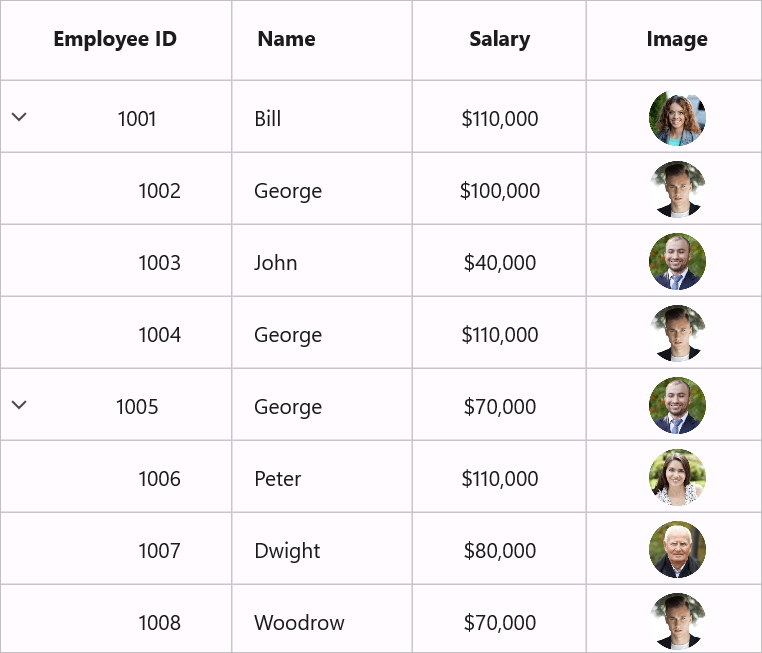 Employee ID Name Salary Image
1001 Bill $110,000
1002 George $100,000
1003 John $40,000
1004 George $110,000
1005 George $70,000
1006 Peter $110,000
1007 Dwight $80,000
1008 Woodrow $70,000